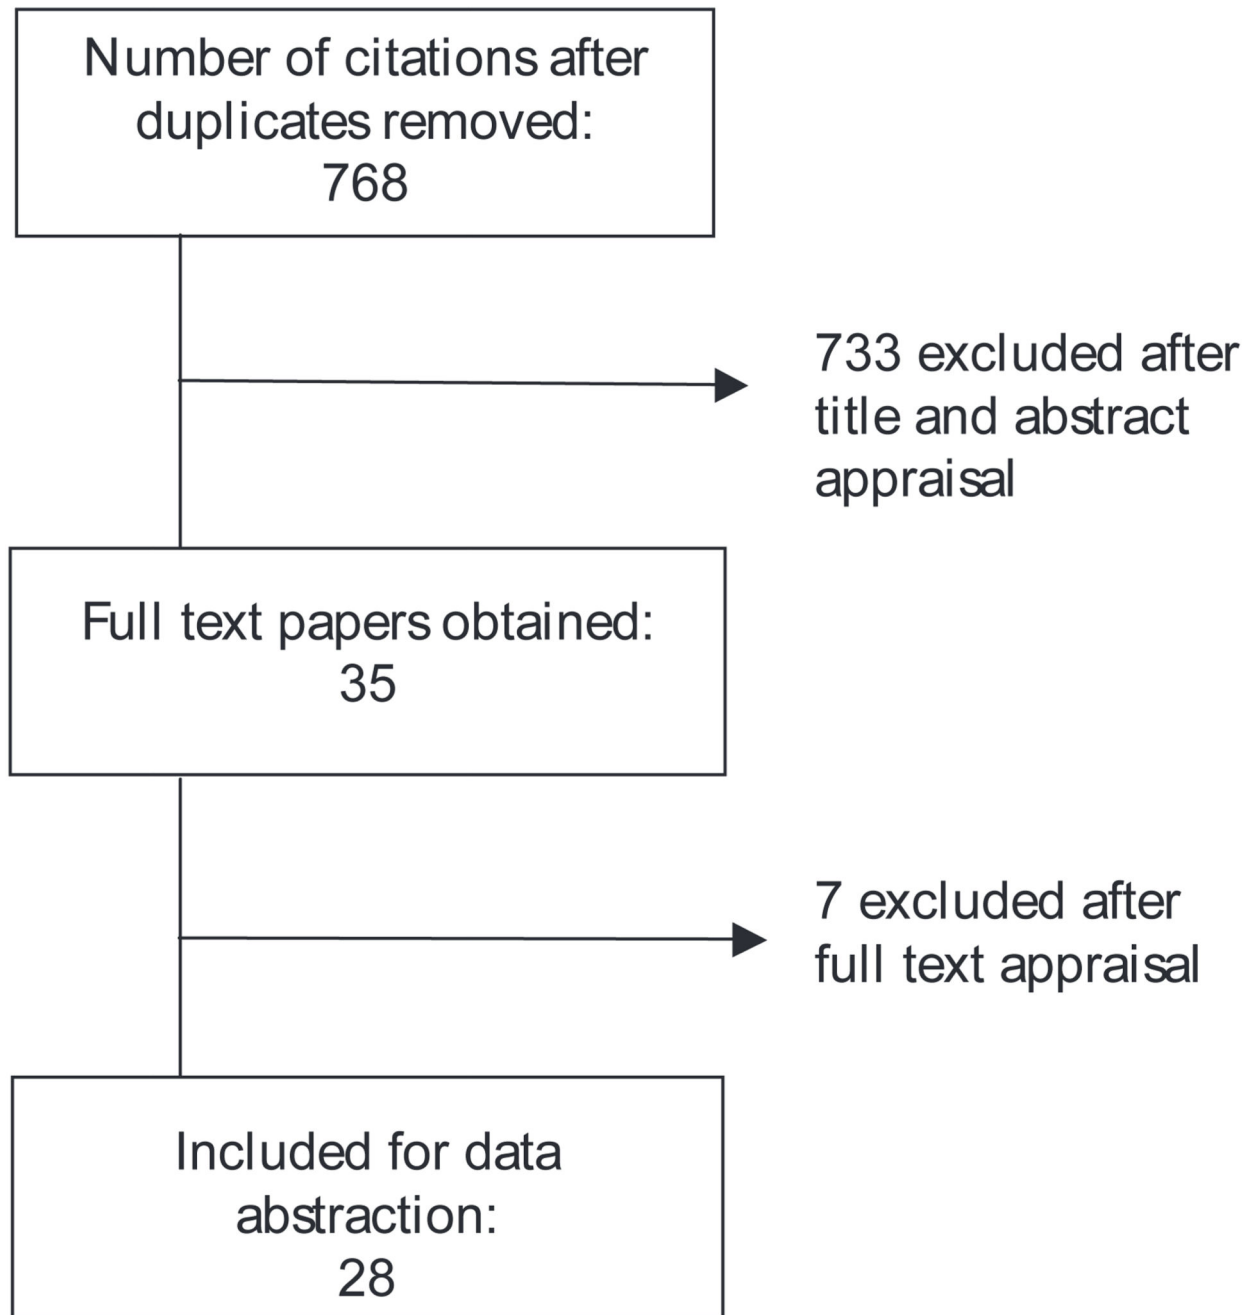 Number of citations after
duplicates removed:
768
733 excluded after
title and abstract
appraisal
Full text papers obtained:
35
7 excluded after
full text appraisal
Included for data
abstraction:
28